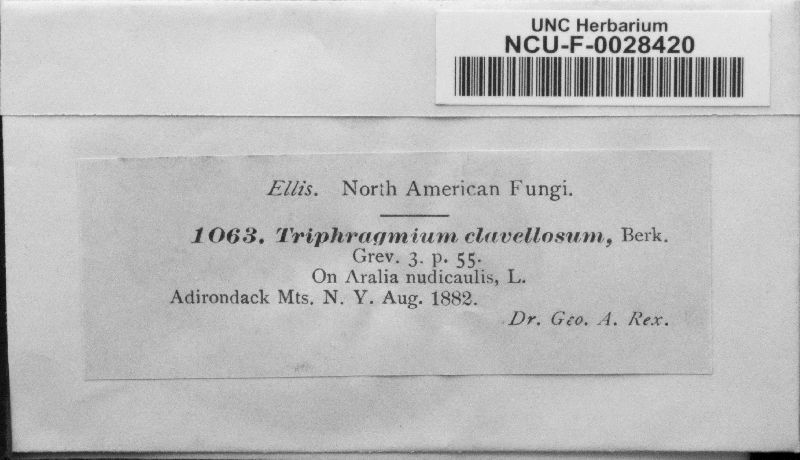 UNC Herbarium
NCU-F-0028420
Ellis. North American Fungi.
1063. Triphragmium clavellosum, Berk.
Grev. 3. p. 55.
On Aralia nudicaulis, L.
Adirondack Mts. N. Y. Aug. 1882.
Dr. Geo. A. Rex.